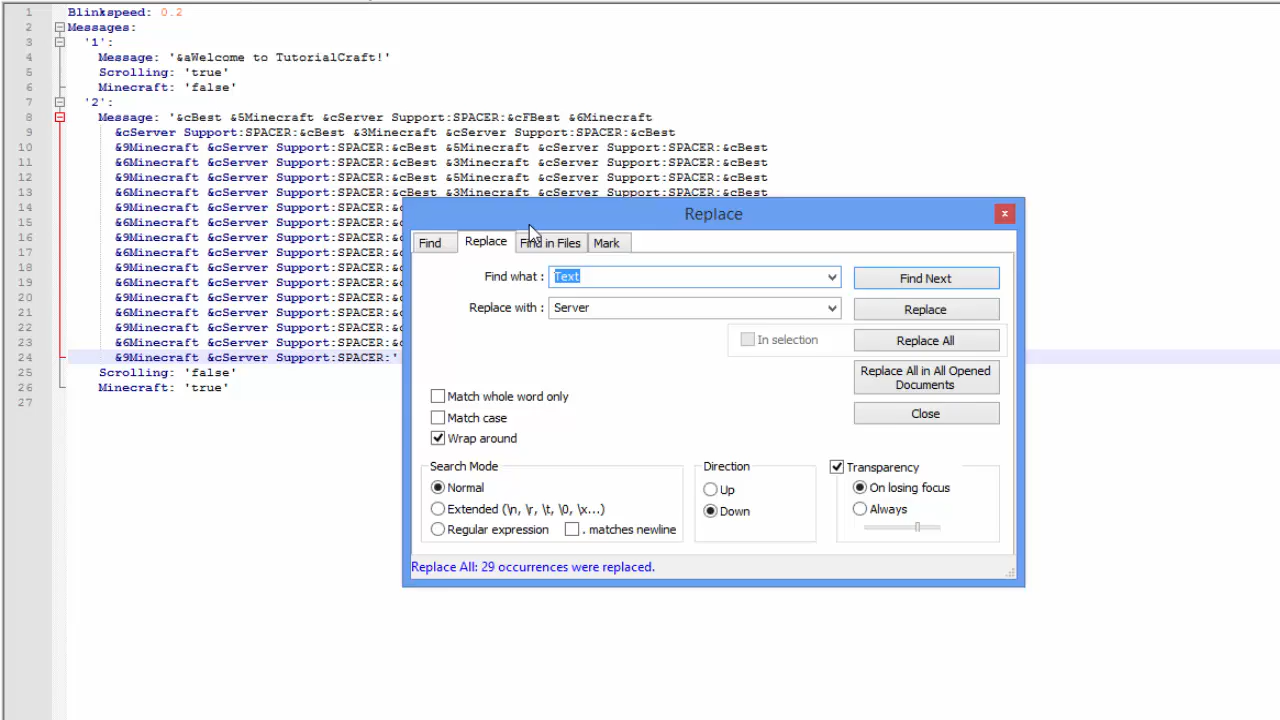 1 Blinkspeed: 0.2
2 Messages:
3 '1':
4 Message: '&aWelcome to TutorialCraft!'
5 Scrolling: 'true'
6 Minecraft: 'false'
7 '2':
8 Message: '&cBest &5Minecraft &cServer Support:SPACER:&cFBest &6Minecraft
9 &cServer Support:SPACER:&cBest &3Minecraft &cServer Support:SPACER:&cBest
10 &9Minecraft &cServer Support:SPACER:&cBest &5Minecraft &cServer Support:SPACER:&cBest
11 &6Minecraft &cServer Support:SPACER:&cBest &3Minecraft &cServer Support:SPACER:&cBest
12 &9Minecraft &cServer Support:SPACER:&cBest &5Minecraft &cServer Support:SPACER:&cBest
13 &6Minecraft &cServer Support:SPACER:&cBest &3Minecraft &cServer Support:SPACER:&cBest
14 &9Minecraft &cServer Support:SPACER:&c
15 &6Minecraft &cServer Support:SPACER:&c
16 &9Minecraft &cServer Support:SPACER:&c
17 &6Minecraft &cServer Support:SPACER:&c
18 &9Minecraft &cServer Support:SPACER:&c
19 &6Minecraft &cServer Support:SPACER:&c
20 &9Minecraft &cServer Support:SPACER:&c
21 &6Minecraft &cServer Support:SPACER:&c
22 &9Minecraft &cServer Support:SPACER:&c
23 &6Minecraft &cServer Support:SPACER:&c
24 &9Minecraft &cServer Support:SPACER:'
25 Scrolling: 'false'
26 Minecraft: 'true'
27
Replace
x
Find Replace Find in Files Mark
Find what : Text Find Next
Replace with : Server Replace
In selection Replace All
Replace All in All Opened
Documents
Match whole word only
Match case Close
Wrap around
Search Mode Direction Transparency
Normal Up On losing focus
Extended (\n, \r, \t, \0, \x...) Down Always
Regular expression . matches newline
Replace All: 29 occurrences were replaced.